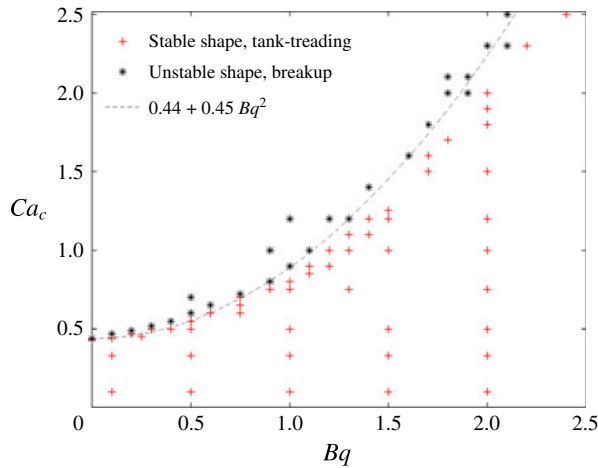 2.5
Stable shape, tank-treading
Unstable shape, breakup
2.0
0.44 + 0.45 Bq²
1.5
Ca_c
1.0
0.5
0
0.5
1.0
1.5
2.0
2.5
Bq